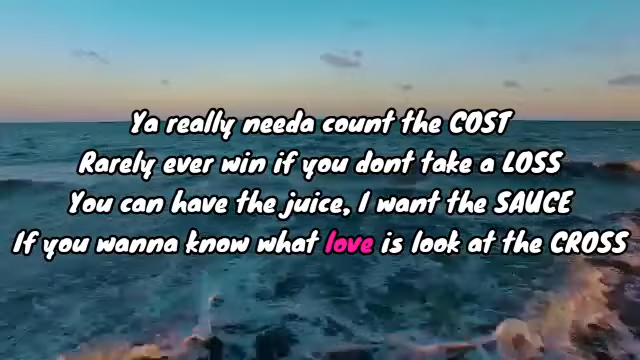 Ya really needa count the COST
Rarely ever win if you dont take a LOSS
You can have the juice, I want the SAUCE
If you wanna know what love is look at the CROSS